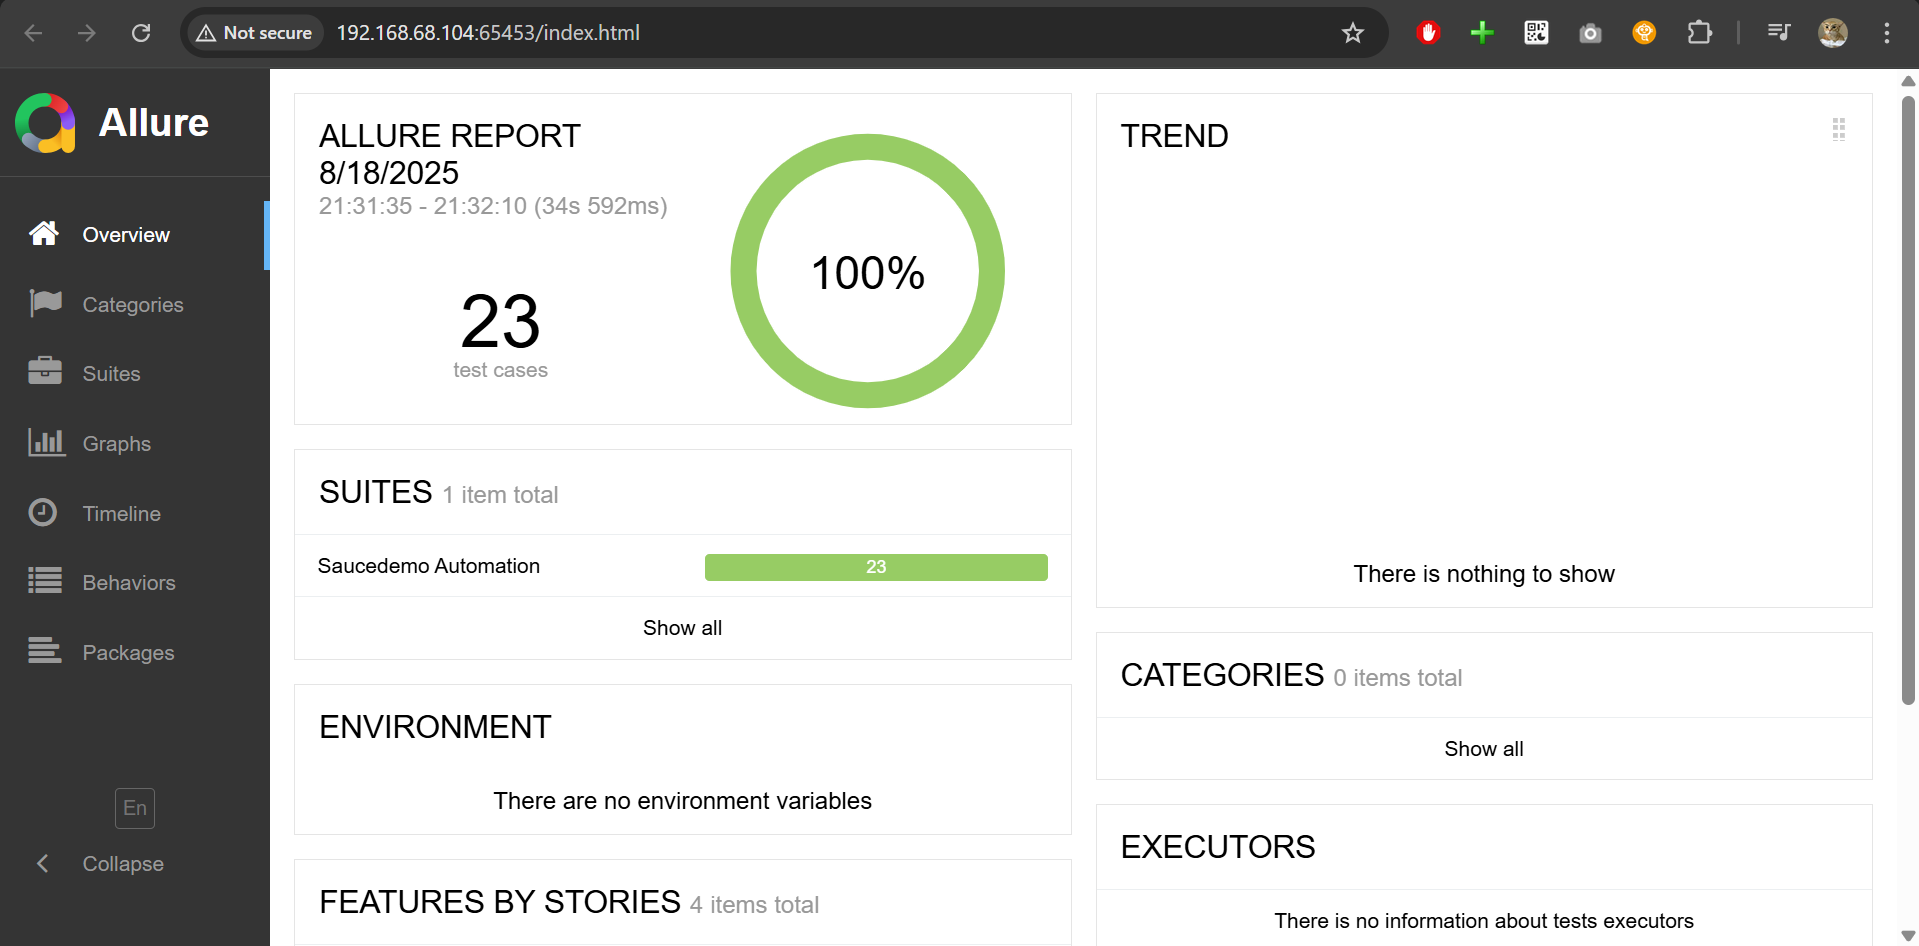 Not secure
192.168.68.104:65453/index.html
Allure
Overview
Categories
Suites
Graphs
Timeline
Behaviors
Packages
En
Collapse
ALLURE REPORT
8/18/2025
21:31:35 - 21:32:10 (34s 592ms)
23
test cases
100%
SUITES 1 item total
Saucedemo Automation 23
Show all
ENVIRONMENT
There are no environment variables
FEATURES BY STORIES 4 items total
TREND
There is nothing to show
CATEGORIES 0 items total
Show all
EXECUTORS
There is no information about tests executors